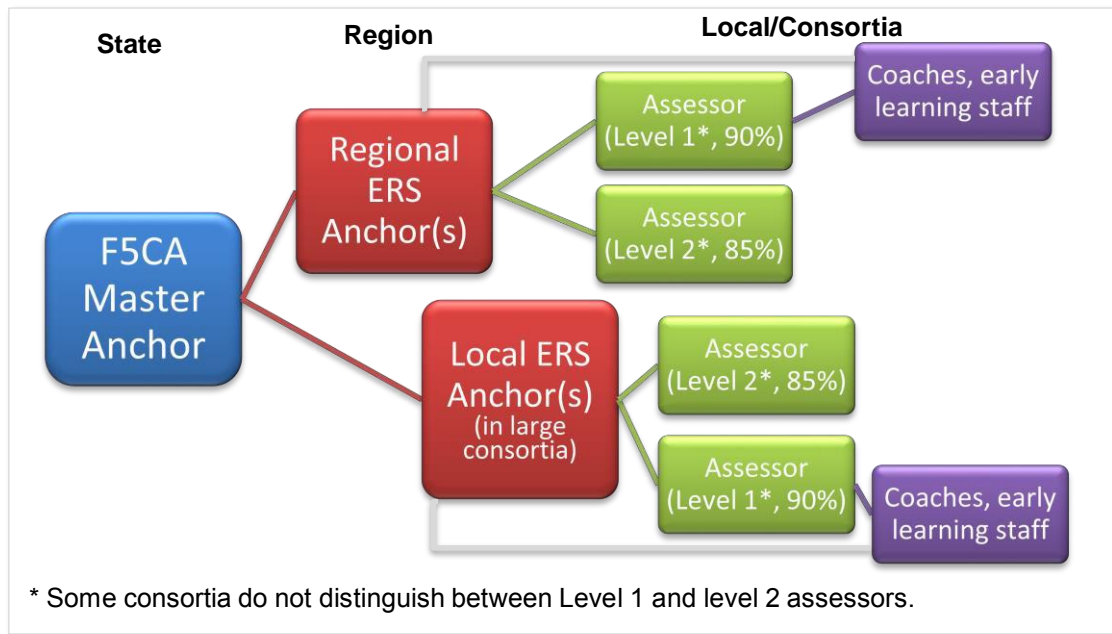 State
Region
Local/Consortia
Coaches, early
learning staff
Assessor
(Level 1*, 90%)
Regional
ERS
Anchor(s)
Assessor
(Level 2*, 85%)
F5CA
Master
Anchor
Local ERS
Anchor(s)
(in large
consortia)
Assessor
(Level 2*, 85%)
Assessor
(Level 1*, 90%)
Coaches, early
learning staff
* Some consortia do not distinguish between Level 1 and level 2 assessors.